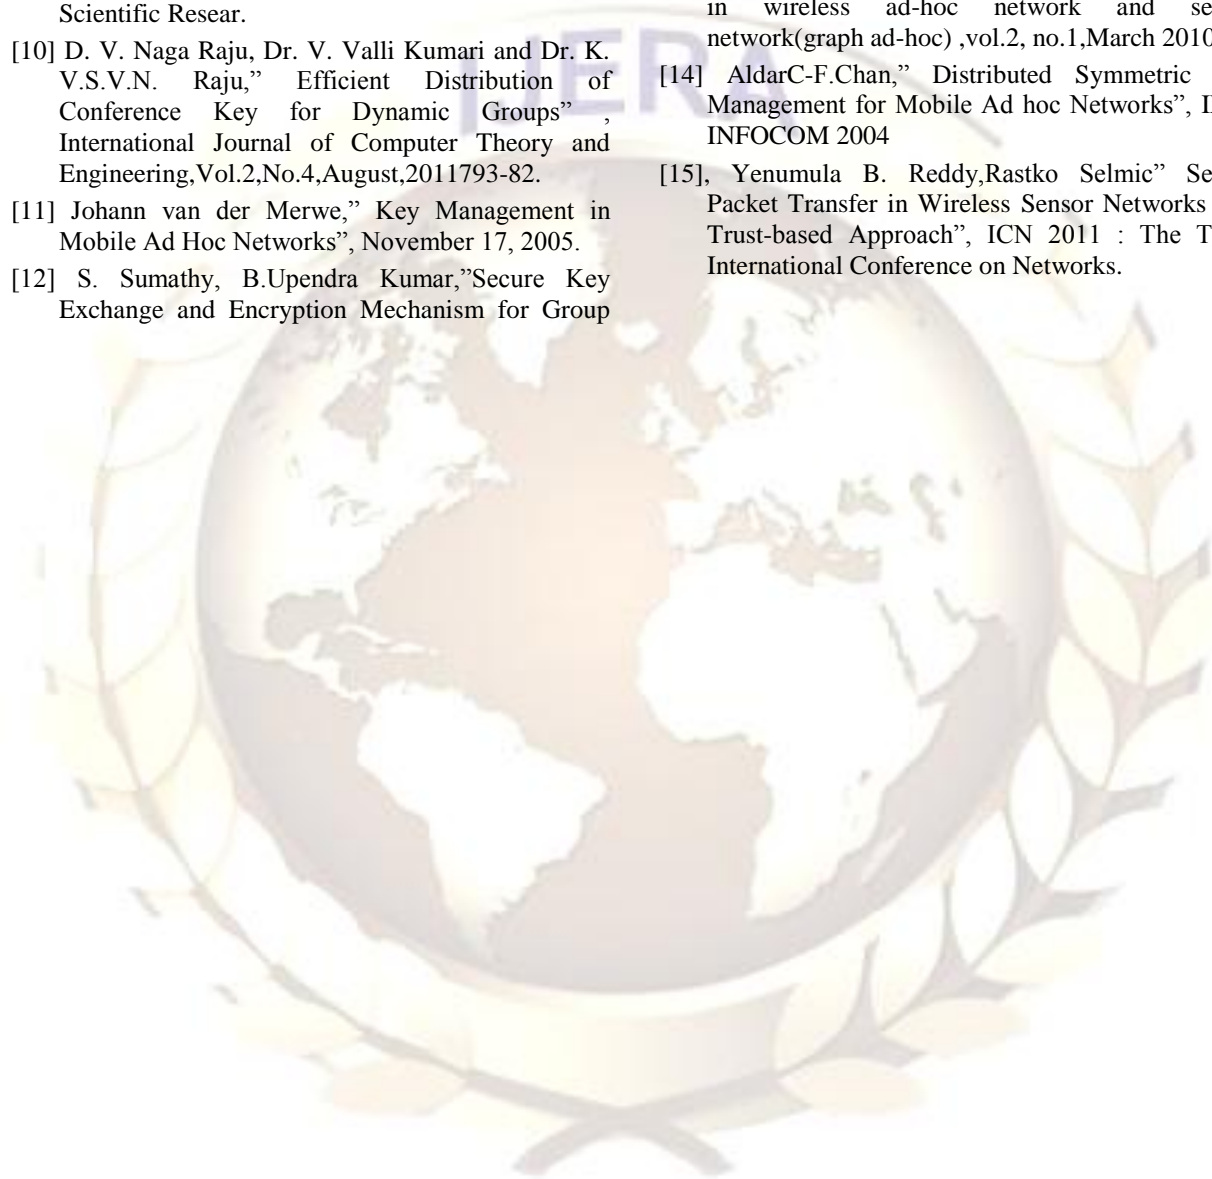 Scientific Resear.
[10] D. V. Naga Raju, Dr. V. Valli Kumari and Dr. K.
V.S.V.N. Raju,” Efficient Distribution of
Conference Key for Dynamic Groups” ,
International Journal of Computer Theory and
Engineering,Vol.2,No.4,August,2011793-82.
[11] Johann van der Merwe,” Key Management in
Mobile Ad Hoc Networks”, November 17, 2005.
[12] S. Sumathy, B.Upendra Kumar,”Secure Key
Exchange and Encryption Mechanism for Group
in wireless ad-hoc network and
network(graph ad-hoc) ,vol.2, no.1,March 2010
[14] AldarC-F.Chan,” Distributed Symmetric
Management for Mobile Ad hoc Networks”,
INFOCOM 2004
[15], Yenumula B. Reddy,Rastko Selmic”
Packet Transfer in Wireless Sensor Networks
Trust-based Approach”, ICN 2011 : The
International Conference on Networks.
IJERA